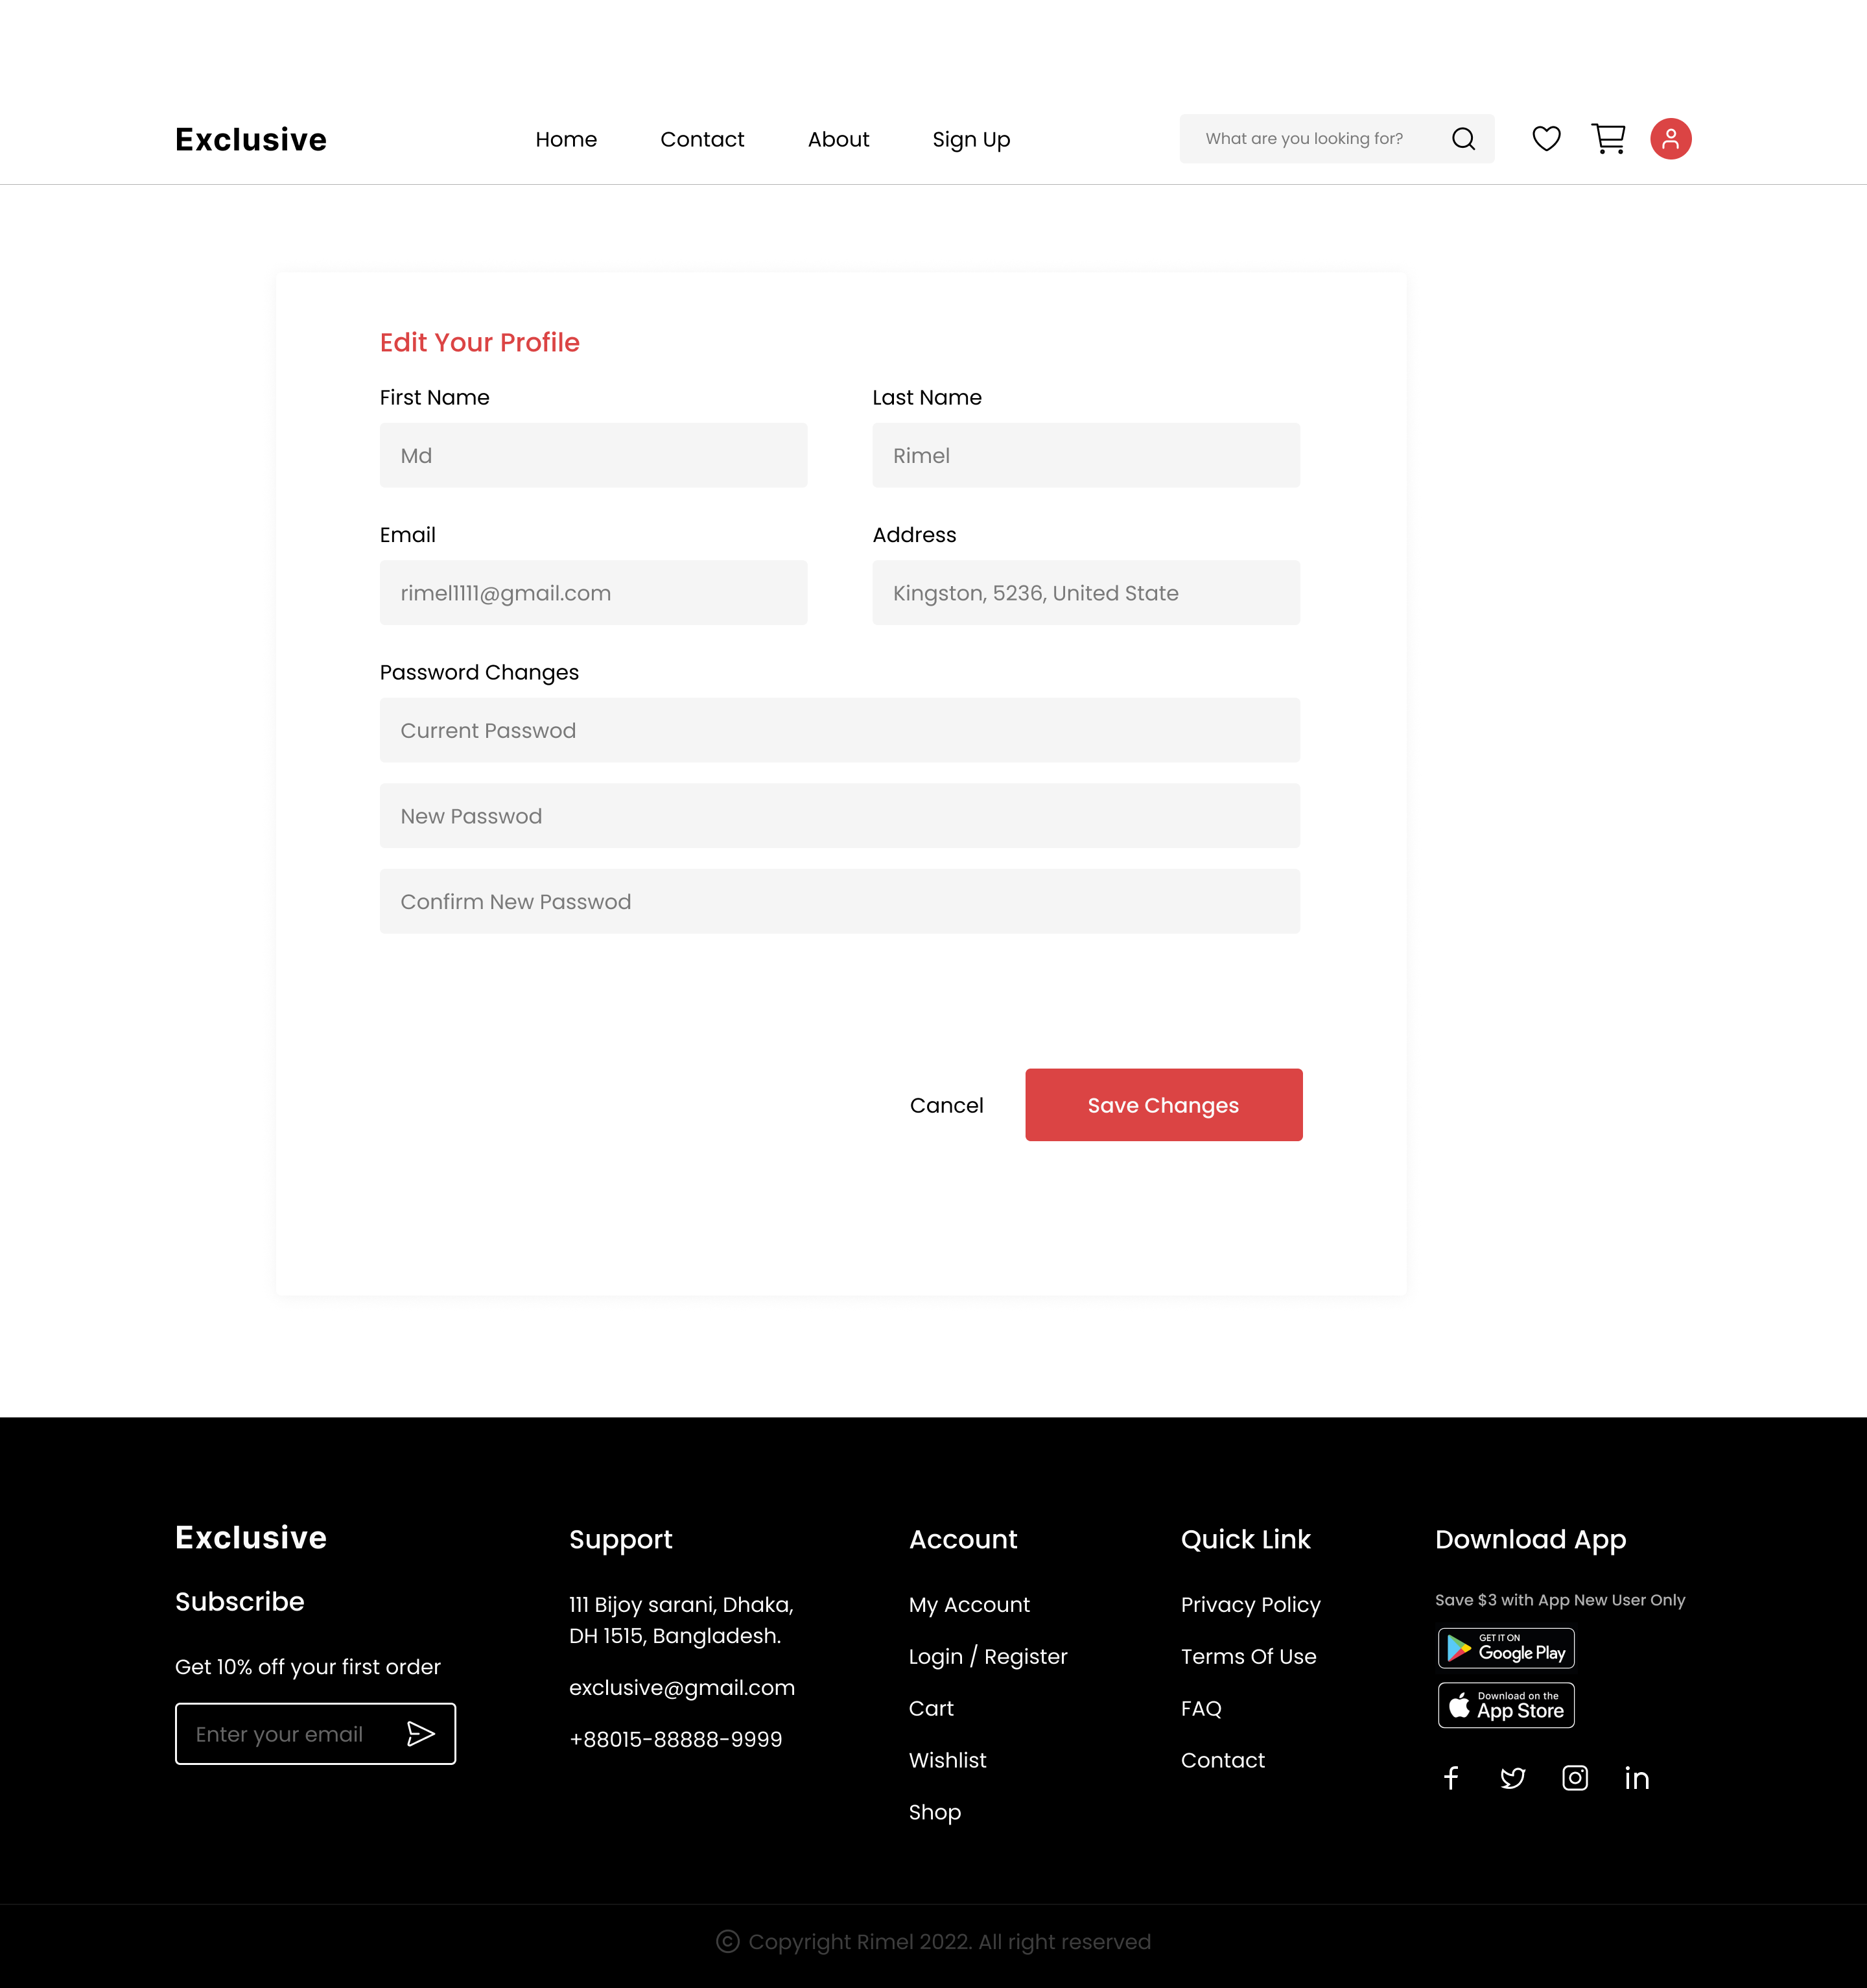 Exclusive
Home
Contact
About
Sign Up
What are you looking for?
Edit Your Profile
First Name
Last Name
Md
Rimel
Email
Address
rimel1111@gmail.com
Kingston, 5236, United State
Password Changes
Current Passwod
New Passwod
Confirm New Passwod
Cancel
Save Changes
Exclusive
Subscribe
Get 10% off your first order
Enter your email
Support
111 Bijoy sarani, Dhaka,
DH 1515, Bangladesh.
exclusive@gmail.com
+88015-88888-9999
Account
My Account
Login / Register
Cart
Wishlist
Shop
Quick Link
Privacy Policy
Terms Of Use
FAQ
Contact
Download App
Save $3 with App New User Only
GET IT ON
Google Play
Download on the
App Store
© Copyright Rimel 2022. All right reserved